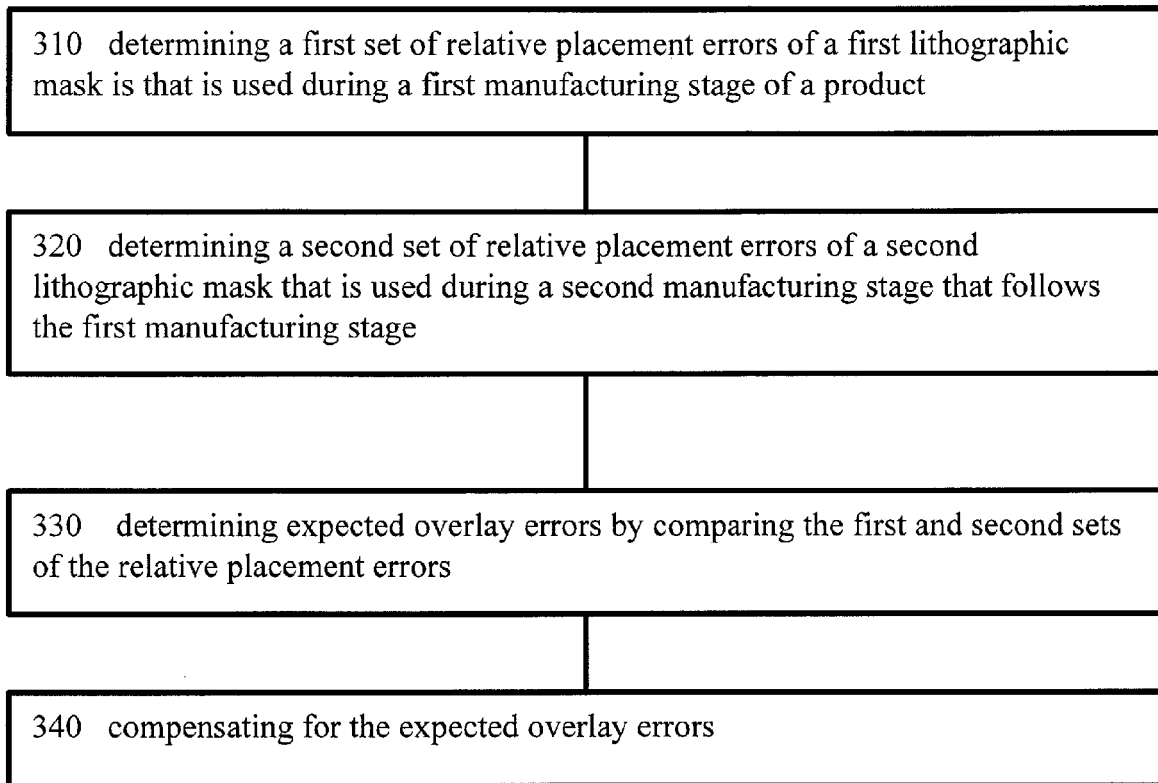 310 determining a first set of relative placement errors of a first lithographic
mask is that is used during a first manufacturing stage of a product
320 determining a second set of relative placement errors of a second
lithographic mask that is used during a second manufacturing stage that follows
the first manufacturing stage
330 determining expected overlay errors by comparing the first and second sets
of the relative placement errors
340 compensating for the expected overlay errors